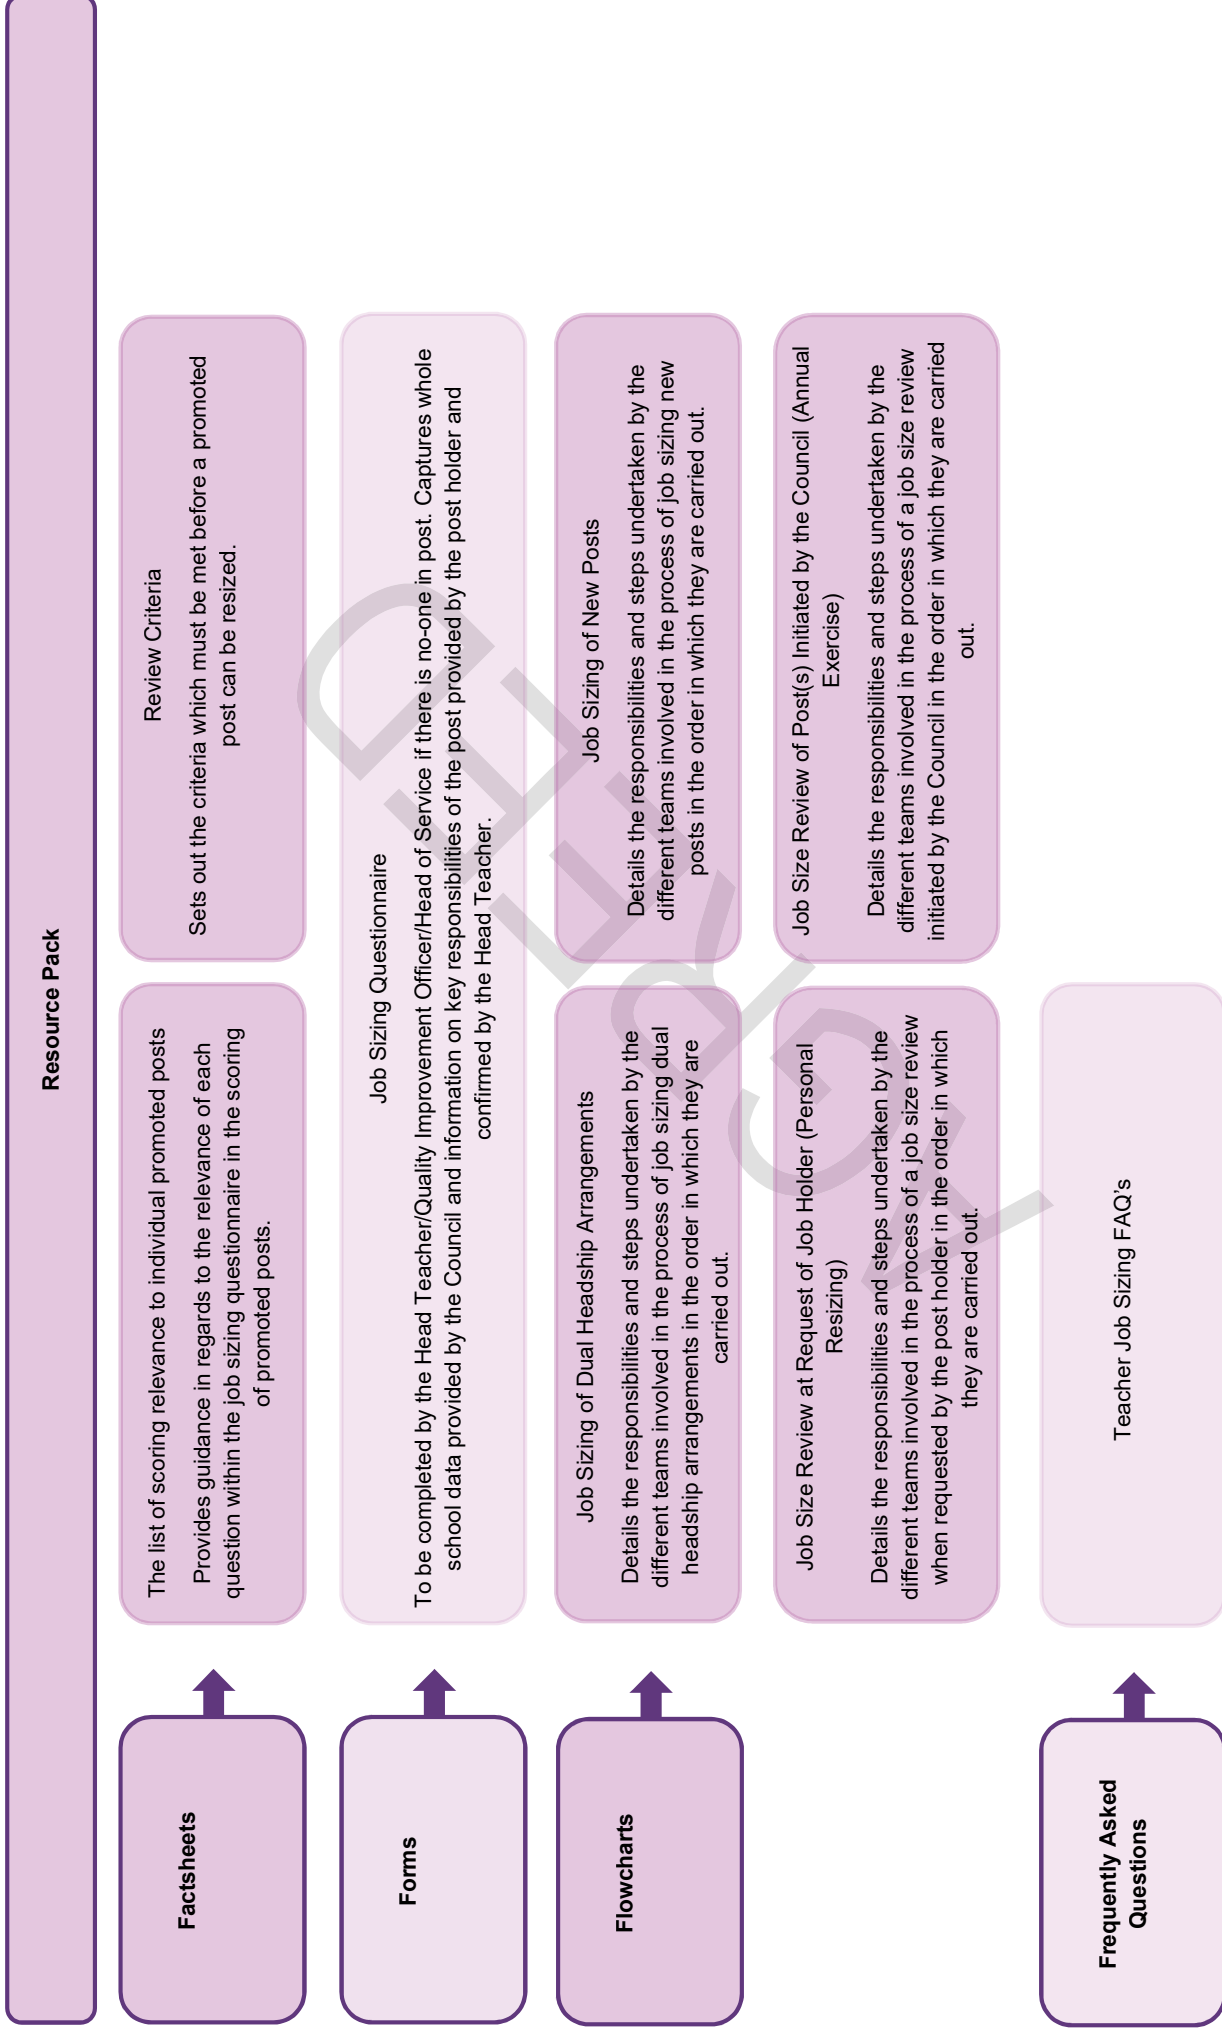 Resource Pack
Factsheets
The list of scoring relevance to individual promoted posts
Provides guidance in regards to the relevance of each
question within the job sizing questionnaire in the scoring
of promoted posts.
Review Criteria
Sets out the criteria which must be met before a promoted
post can be resized.
Forms
Job Sizing Questionnaire
To be completed by the Head Teacher/Quality Improvement Officer/Head of Service if there is no-one in post. Captures whole
school data provided by the Council and information on key responsibilities of the post provided by the post holder and
confirmed by the Head Teacher.
Flowcharts
Job Sizing of Dual Headship Arrangements
Details the responsibilities and steps undertaken by the
different teams involved in the process of job sizing dual
headship arrangements in the order in which they are
carried out.
Job Sizing of New Posts
Details the responsibilities and steps undertaken by the
different teams involved in the process of job sizing new
posts in the order in which they are carried out.
Job Size Review at Request of Job Holder (Personal
Resizing)
Details the responsibilities and steps undertaken by the
different teams involved in the process of a job size review
when requested by the post holder in the order in which
they are carried out.
Job Size Review of Post(s) Initiated by the Council (Annual
Exercise)
Details the responsibilities and steps undertaken by the
different teams involved in the process of a job size review
initiated by the Council in the order in which they are carried
out.
Frequently Asked
Questions
Teacher Job Sizing FAQ’s
AGREED